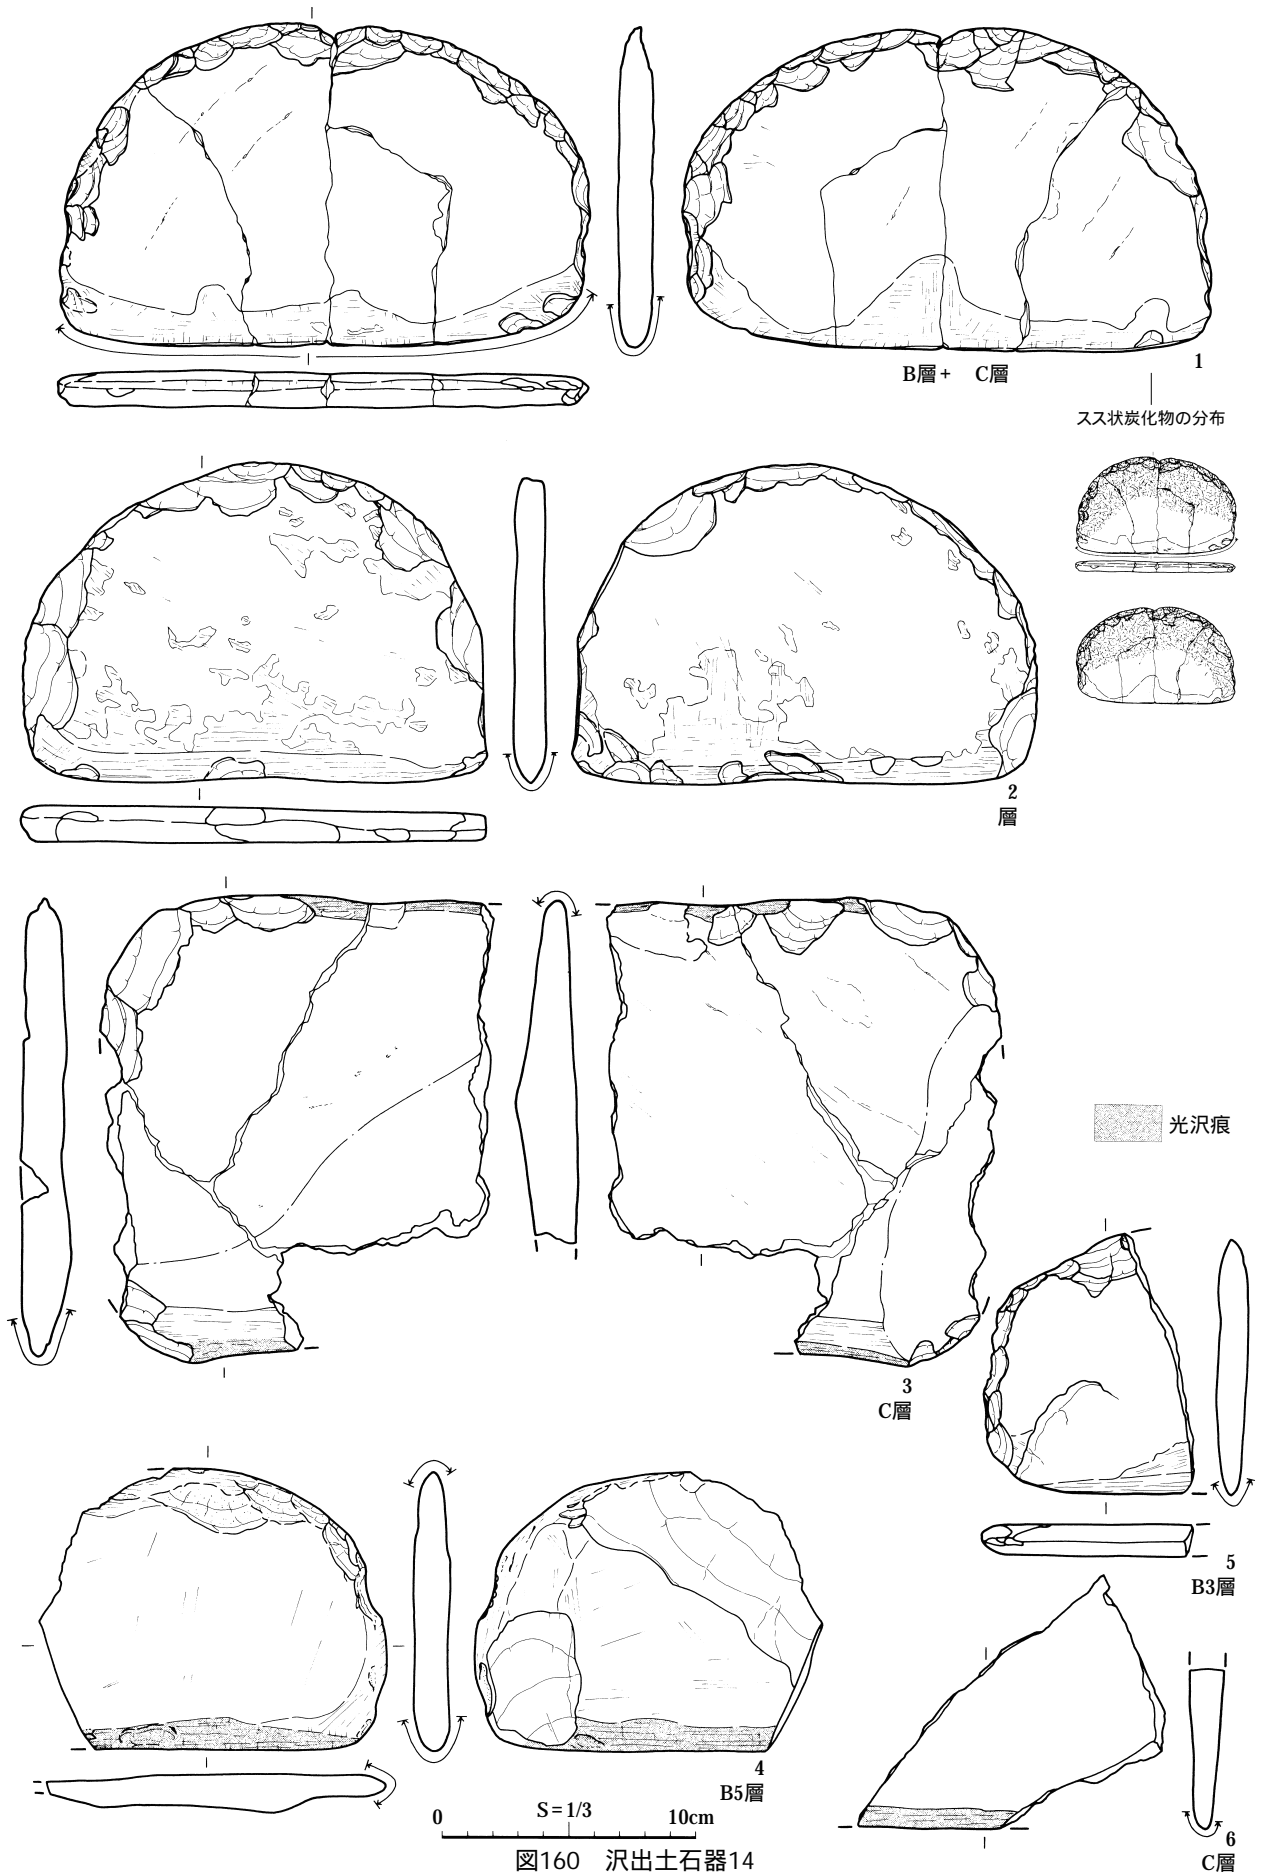 B層+ C層
1
スス状炭化物の分布
2
層
光沢痕
3
C層
5
B3層
4
B5層
0 S=1/3 10cm
6
C層
図160 沢出土石器14